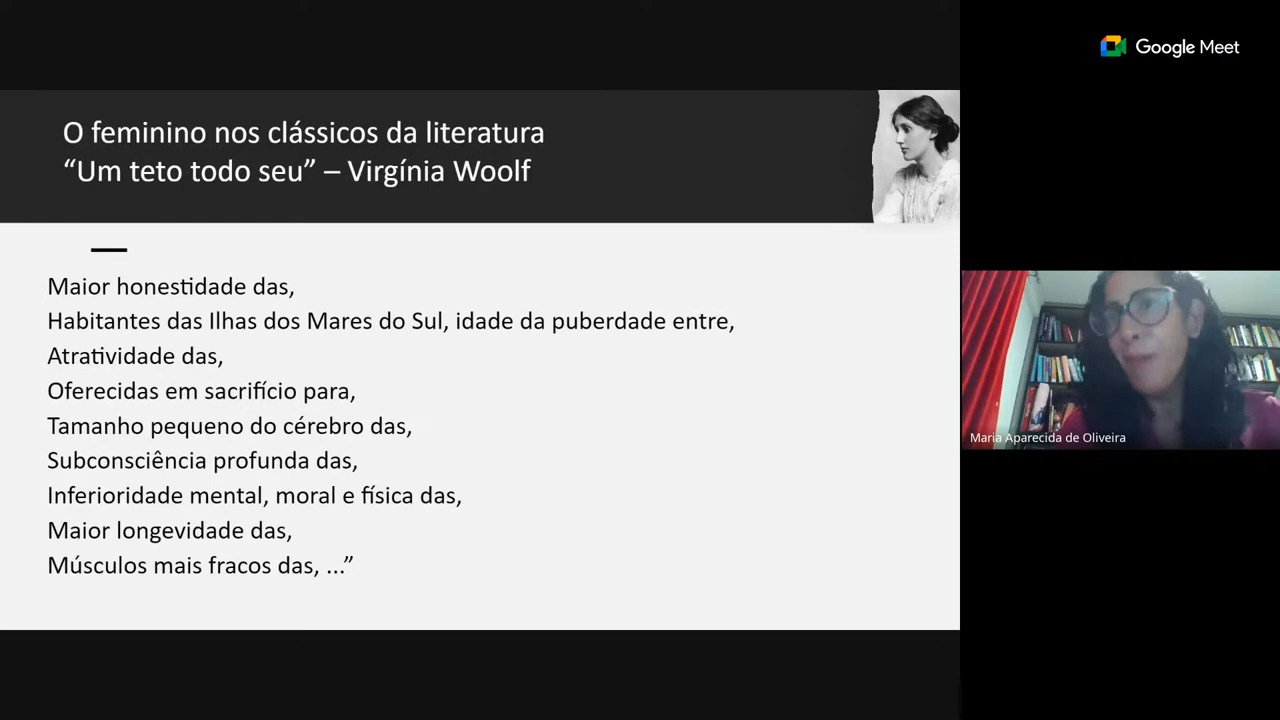 Google Meet
O feminino nos clássicos da literatura
“Um teto todo seu” – Virgínia Woolf
Maior honestidade das,
Habitantes das Ilhas dos Mares do Sul, idade da puberdade entre,
Atratividade das,
Oferecidas em sacrifício para,
Tamanho pequeno do cérebro das,
Subconsciência profunda das,
Inferioridade mental, moral e física das,
Maior longevidade das,
Músculos mais fracos das, ...”
Maria Aparecida de Oliveira